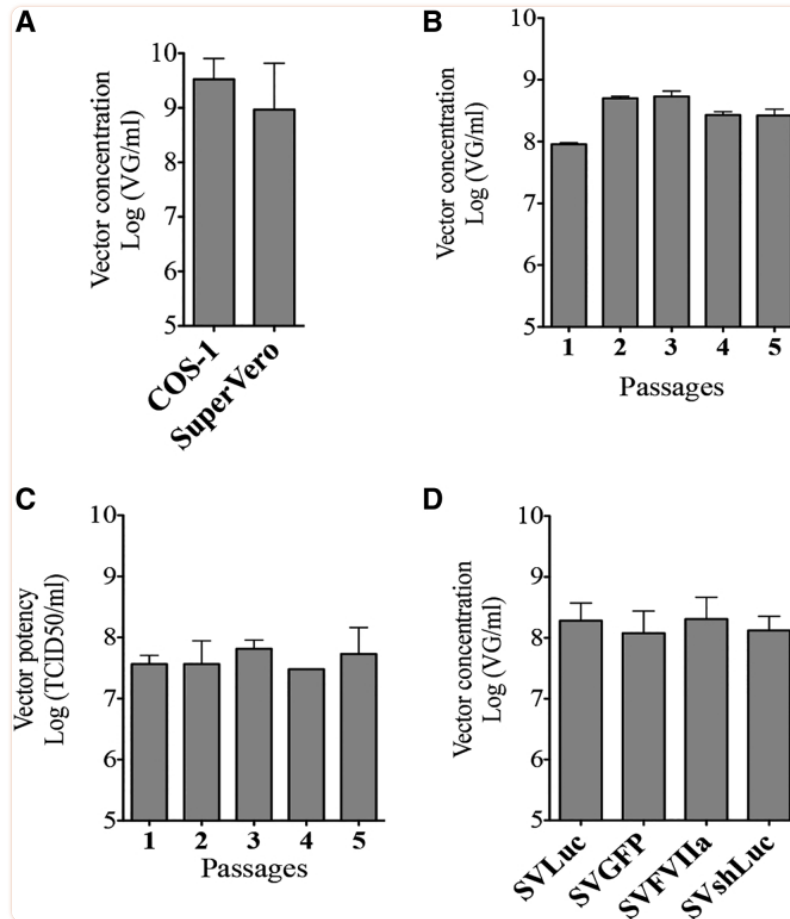 A
Vector concentration
Log (VG/ml)
10
9
8
7
6
5
COS-1
SuperVero
B
Vector concentration
Log (VG/ml)
10
9
8
7
6
5
1 2 3 4 5
Passages
C
Vector potency
Log (TCID50/ml)
10
9
8
7
6
5
1 2 3 4 5
Passages
D
Vector concentration
Log (VG/ml)
10
9
8
7
6
5
SVLuc
SVGFP
SVFVIIa
SVshLuc